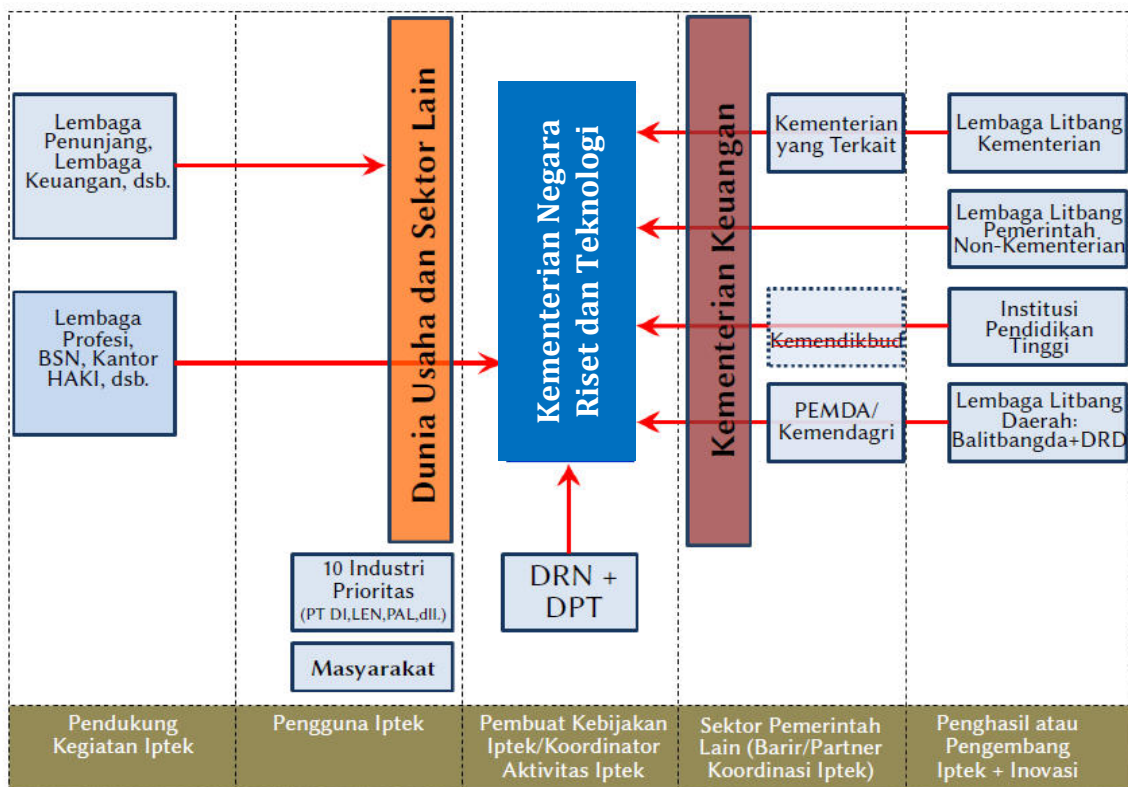 Lembaga
Penunjang,
Lembaga
Keuangan, dsb.
Lembaga
Profesi,
BSN, Kantor
HAKI, dsb.
Dunia Usaha dan Sektor Lain
10 Industri
Prioritas
(PT DI,LEN,PAL,dll.)
Masyarakat
Kementerian Negara
Riset dan Teknologi
DRN +
DPT
Kementerian Keuangan
Kementerian
yang Terkait
Kemendikbud
PEMDA/
Kemendagri
Lembaga Litbang
Kementerian
Lembaga Litbang
Pemerintah
Non-Kementerian
Institusi
Pendidikan
Tinggi
Lembaga Litbang
Daerah:
Balitbangda+DRD
Pendukung
Kegiatan Iptek
Pengguna Iptek
Pembuat Kebijakan
Iptek/Koordinator
Aktivitas Iptek
Sektor Pemerintah
Lain (Barir/Partner
Koordinasi Iptek)
Penghasil atau
Pengembang
Iptek + Inovasi